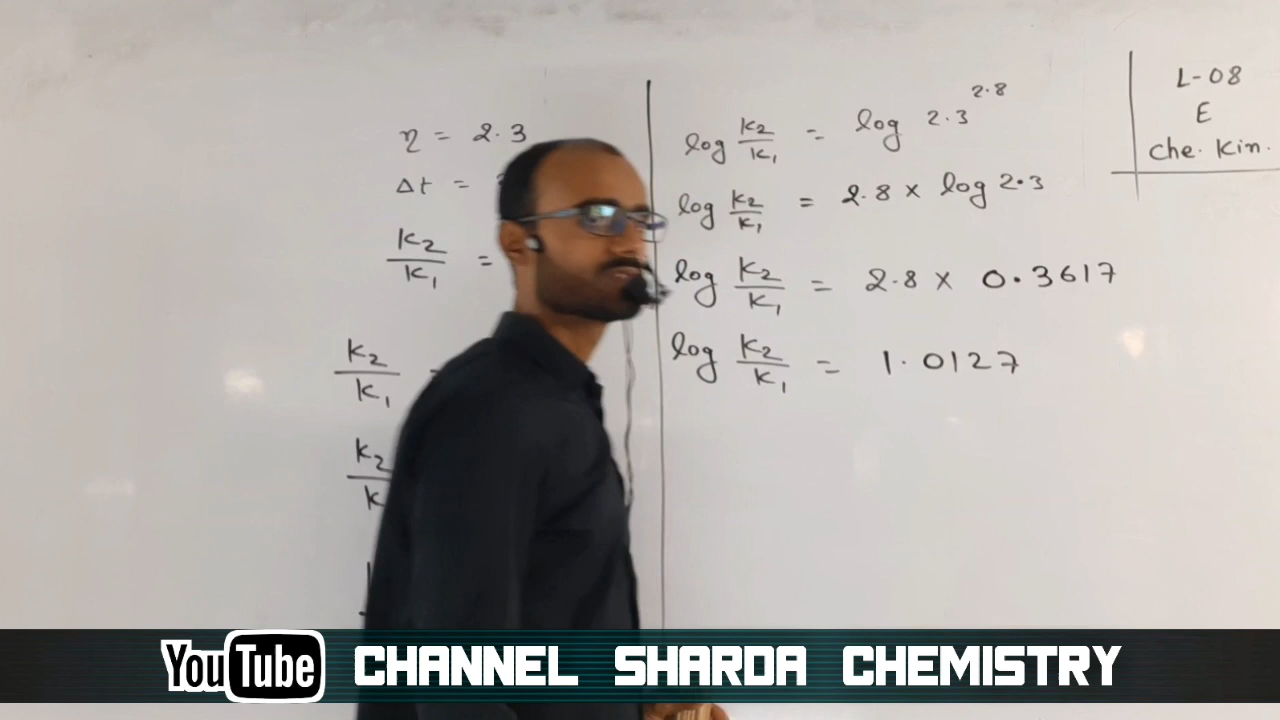 η = 2.3
Δt =
K₂/K₁ =
K₂/K₁
K₂
K
log K₂/K₁ = log 2.3^2.8
log K₂/K₁ = 2.8 × log 2.3
log K₂/K₁ = 2.8 × 0.3617
log K₂/K₁ = 1.0127
L-08
E
Che. Kin.
YouTube CHANNEL SHARDA CHEMISTRY